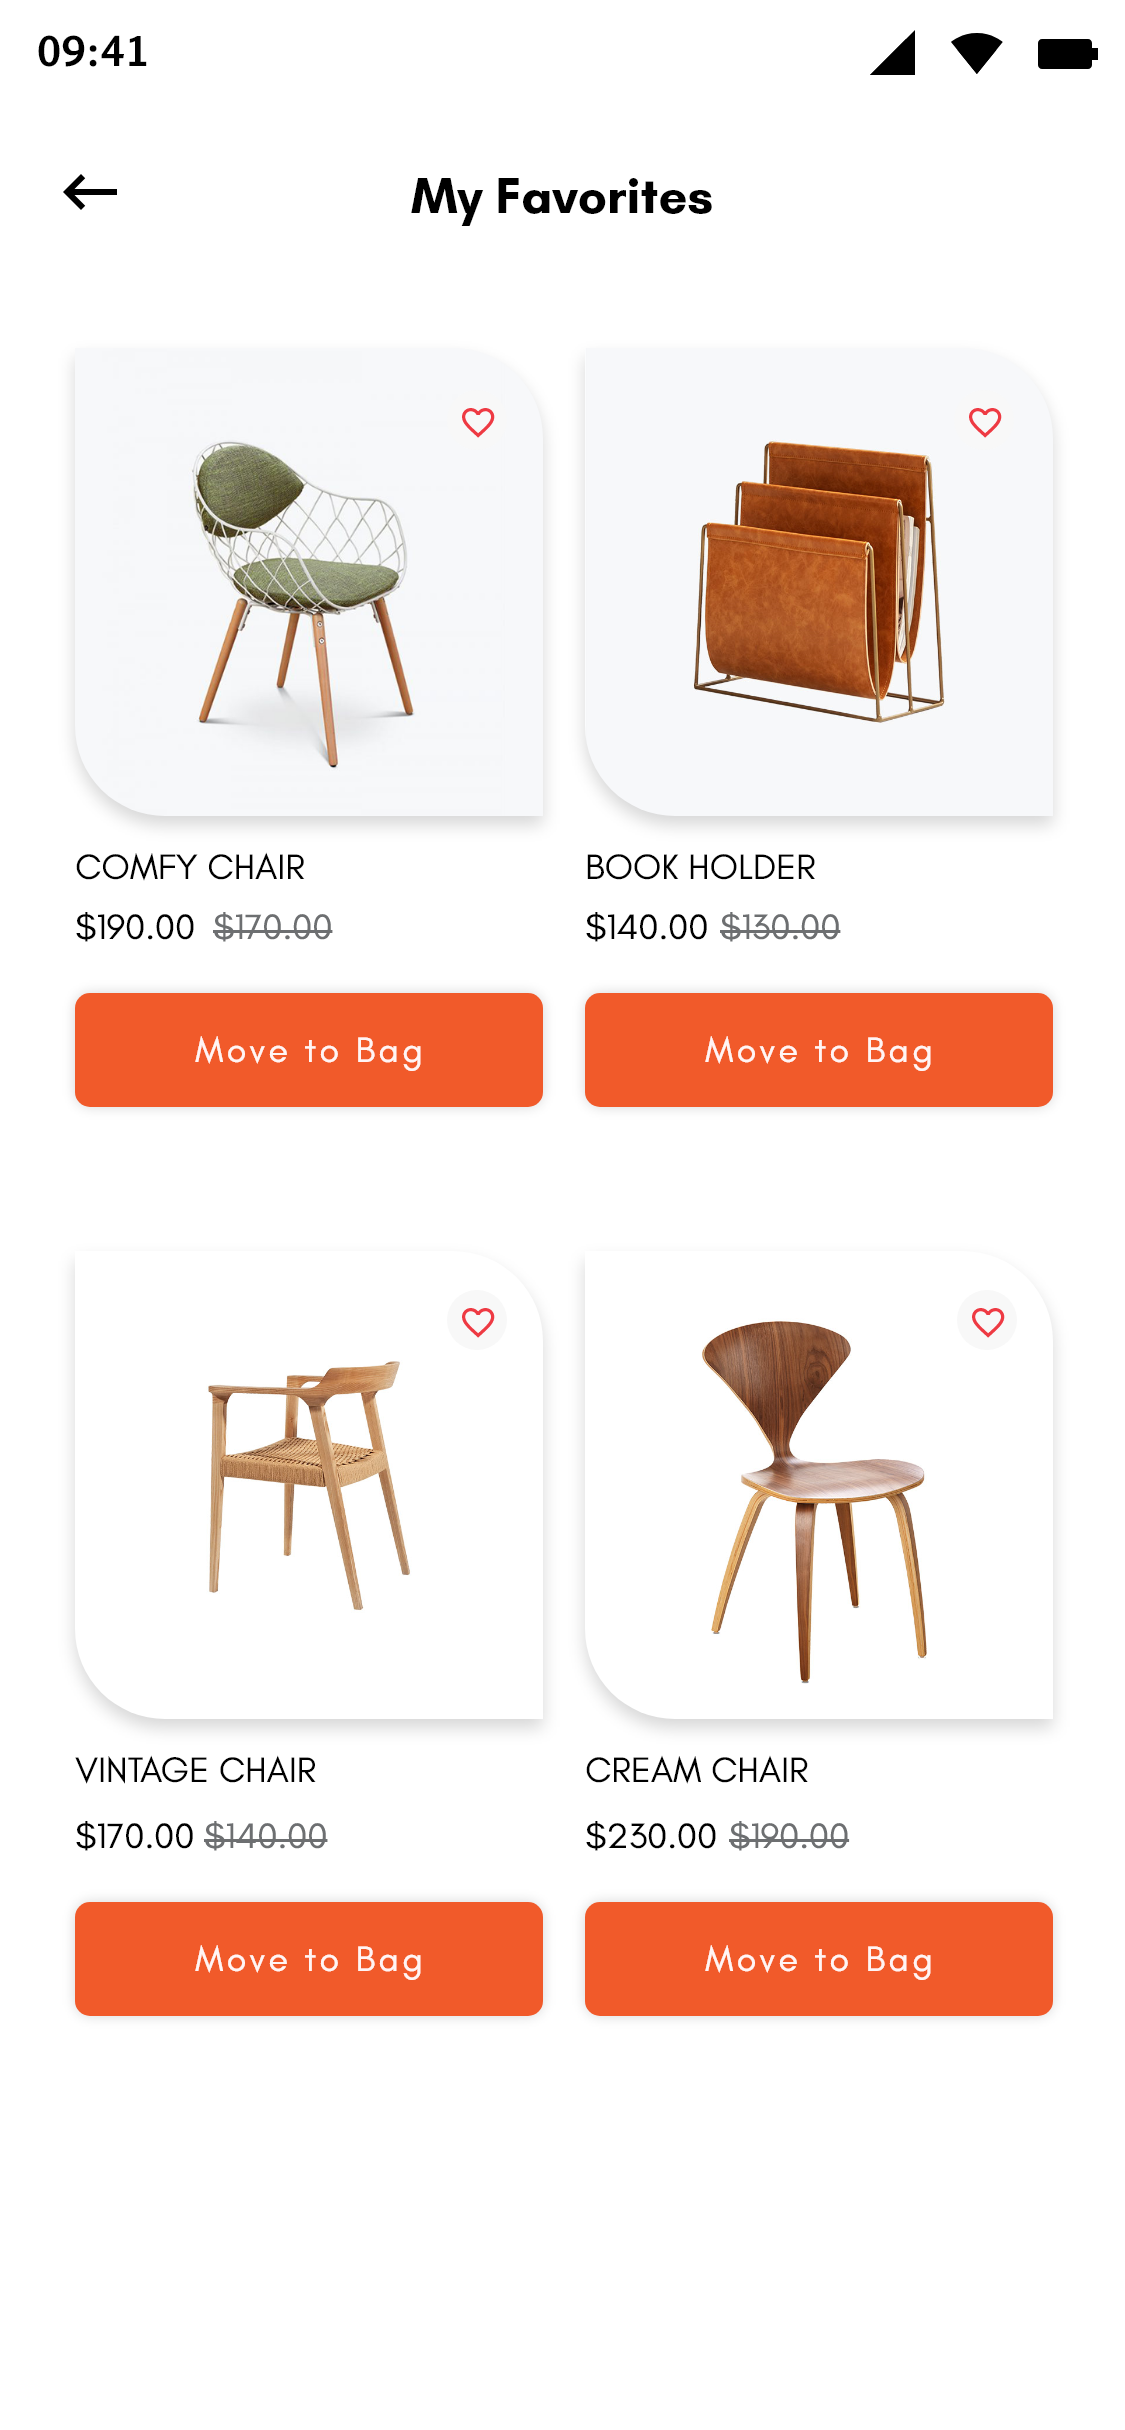 09:41
My Favorites
COMFY CHAIR
$190.00 $170.00
Move to Bag
BOOK HOLDER
$140.00 $130.00
Move to Bag
VINTAGE CHAIR
$170.00 $140.00
Move to Bag
CREAM CHAIR
$230.00 $190.00
Move to Bag